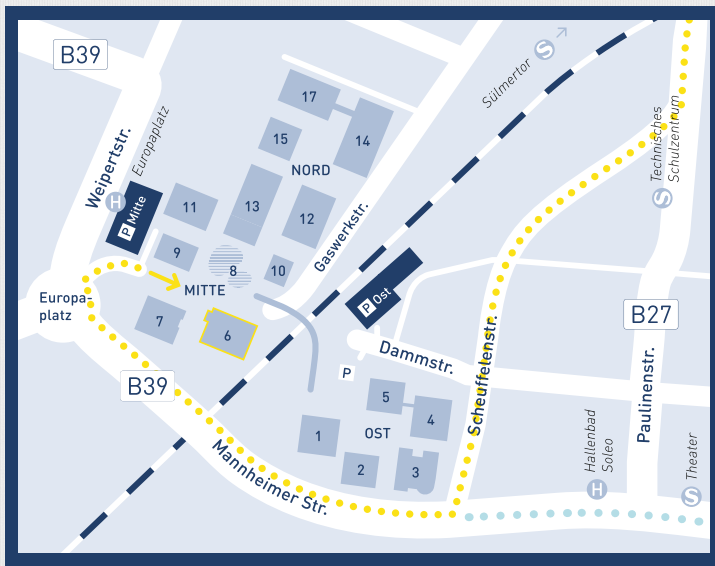 B39
Sülmertor
S
17
14
15
NORD
Technisches
Schulzentrum
S
Europaplatz
Weipertstr.
H
P Mitte
11
13
12
Gaswerkstr.
9
8
10
MITTE
P Ost
Europa-
platz
7
6
B27
Dammstr.
Scheuffelenstr.
Paulinenstr.
P
B39
5
4
1
OST
2
3
Mannheimer Str.
Hallenbad
Soleo
H
Theater
S